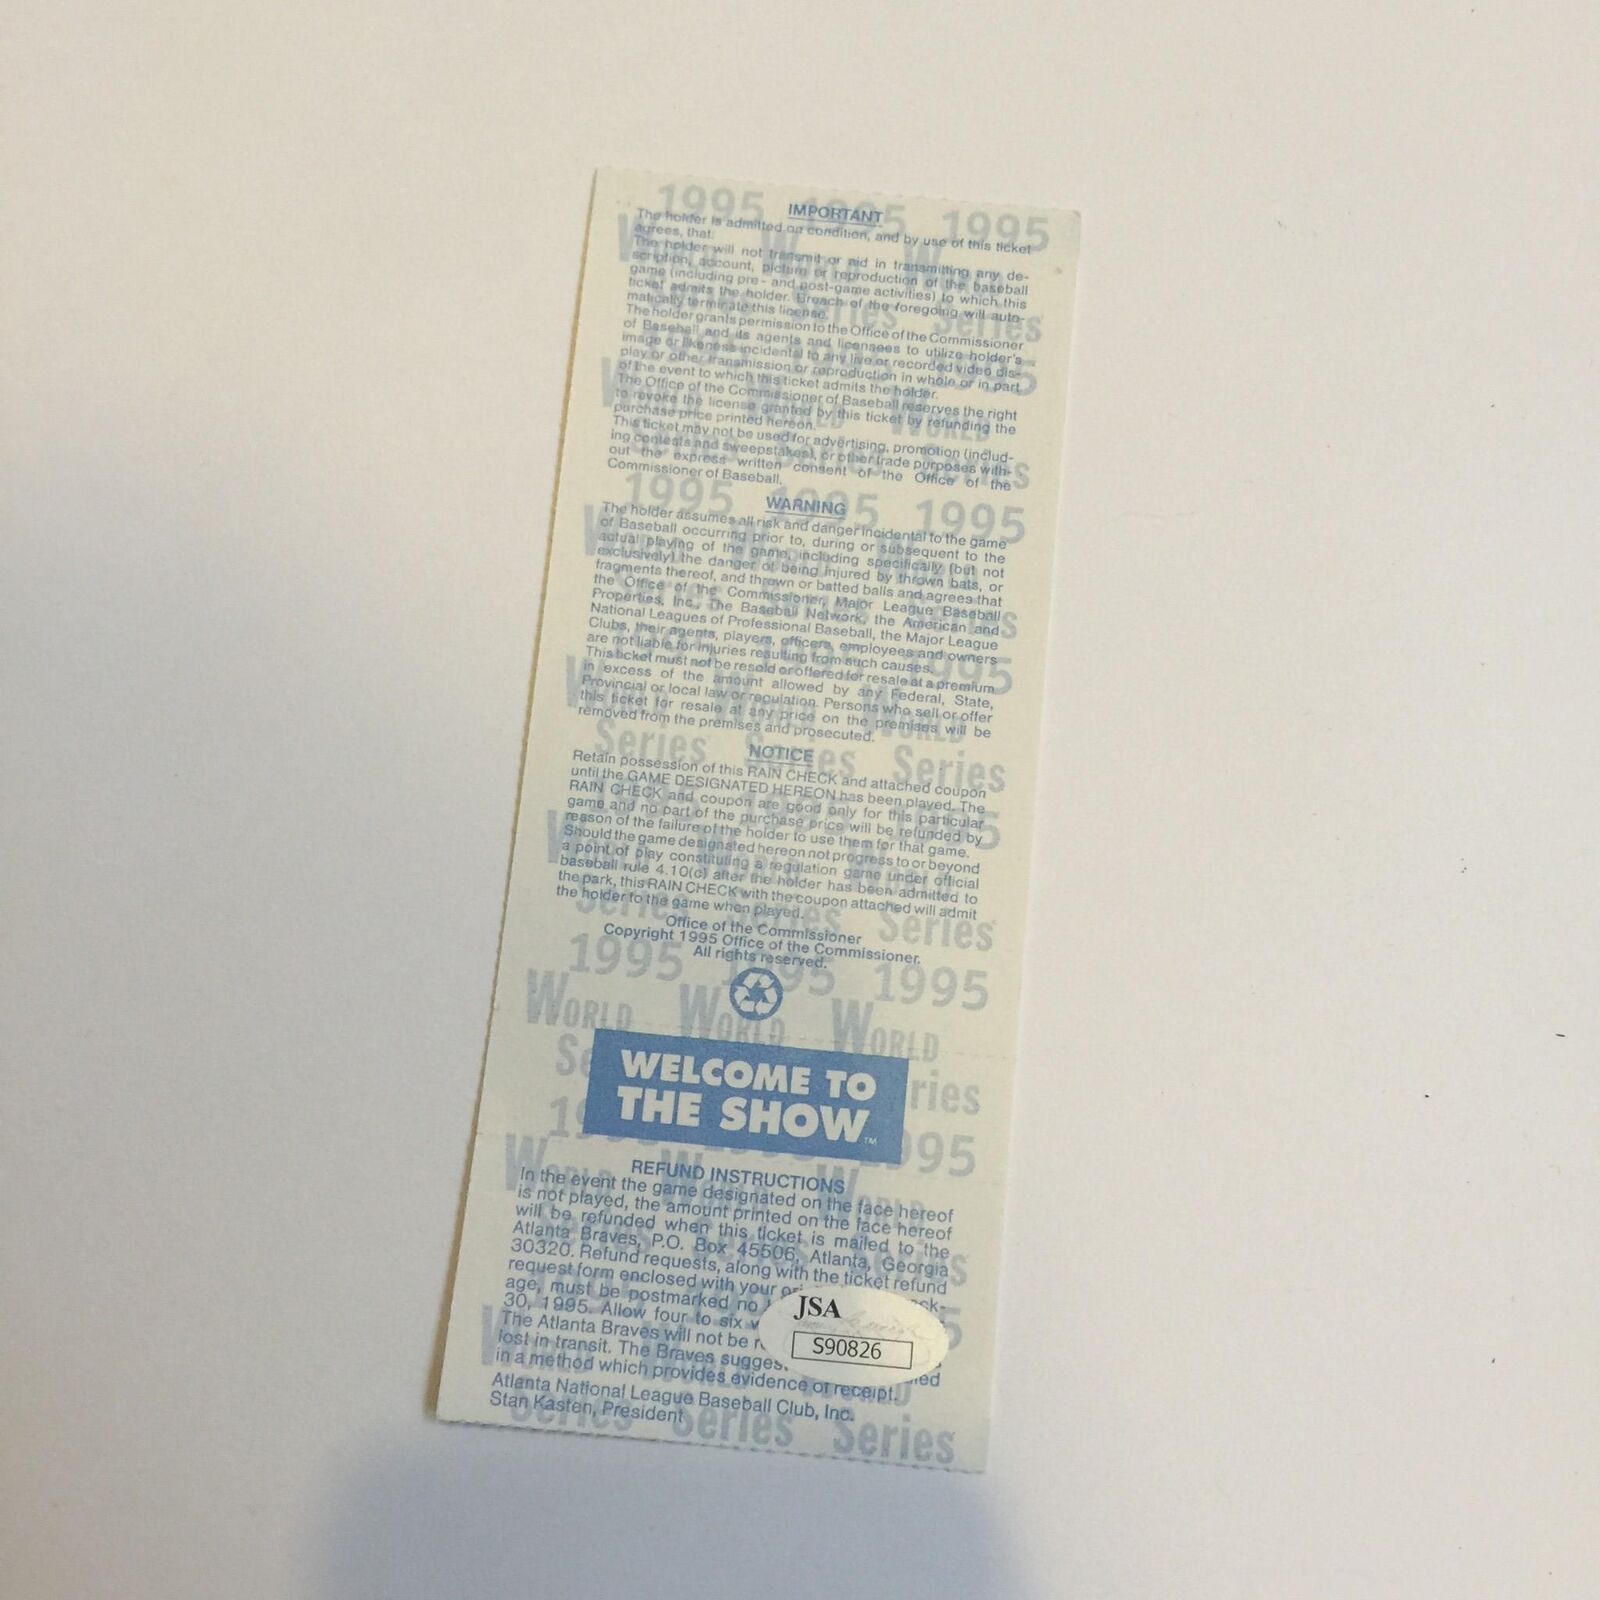 IMPORTANT
The holder is admitted on condition, and by use of this ticket
agrees, that:
The holder will not transmit or aid in transmitting any de-
scription, account, picture or reproduction of the baseball
game (including pre- and post-game activities) to which this
ticket admits the holder. Breach of the foregoing will auto-
matically terminate this license.
The holder grants permission to the Office of the Commissioner
of Baseball and its agents and licensees to utilize holder's
image or likeness incidental to any live or recorded video dis-
play or other transmission or reproduction in whole or in part
of the event to which this ticket admits the holder.
The Office of the Commissioner of Baseball reserves the right
to revoke the license granted by this ticket by refunding the
purchase price printed hereon.
This ticket may not be used for advertising, promotion (includ-
ing contests and sweepstakes), or other trade purposes with-
out the express written consent of the Office of the
Commissioner of Baseball.
WARNING
The holder assumes all risk and danger incidental to the game
of Baseball occurring prior to, during or subsequent to the
actual playing of the game, including specifically (but not
exclusively) the danger of being injured by thrown bats, or
fragments thereof, and thrown or batted balls and agrees that
the Office of the Commissioner, Major League Baseball
Properties, Inc., The Baseball Network, the American and
National Leagues of Professional Baseball, the Major League
Clubs, their agents, players, officers, employees and owners
are not liable for injuries resulting from such causes.
This ticket must not be resold or offered for resale at a premium
in excess of the amount allowed by any Federal, State,
Provincial or local law or regulation. Persons who sell or offer
this ticket for resale at any price on the premises will be
removed from the premises and prosecuted.
NOTICE
Retain possession of this RAIN CHECK and attached coupon
until the GAME DESIGNATED HEREON has been played. The
RAIN CHECK and coupon are good only for this particular
game and no part of the purchase price will be refunded by
reason of the failure of the holder to use them for that game.
Should the game designated hereon not progress to or beyond
a point of play constituting a regulation game under official
baseball rule 4.10(c) after the holder has been admitted to
the park, this RAIN CHECK with the coupon attached will admit
the holder to the game when played.
Office of the Commissioner
Copyright 1995 Office of the Commissioner.
All rights reserved.
1995 1995 1995
WORLD WORLD WORLD
Series
WELCOME TO
THE SHOW™
REFUND INSTRUCTIONS
In the event the game designated on the face hereof
is not played, the amount printed on the face hereof
will be refunded when this ticket is mailed to the
Atlanta Braves, P.O. Box 45506, Atlanta, Georgia
30320. Refund requests, along with the ticket refund
request form enclosed with your
age, must be postmarked no
30, 1995. Allow four to six
The Atlanta Braves will not be
lost in transit. The Braves
in a method which provides evidence of receipt.
Atlanta National League Baseball Club, Inc.
Stan Kasten, President
Series Series Series
JSA
S90826